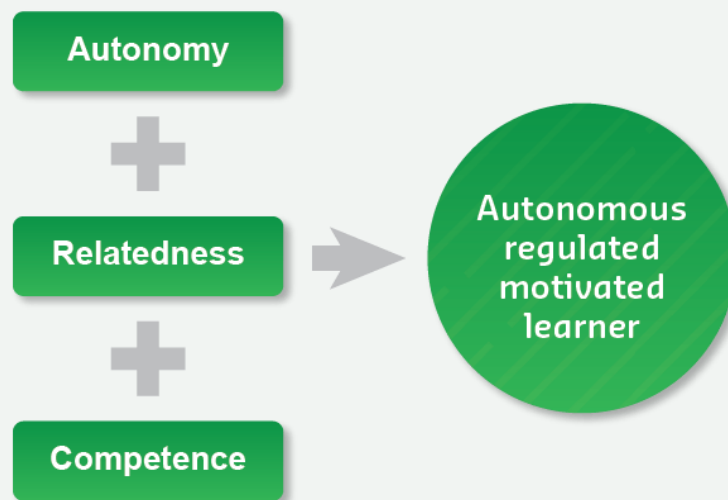 Autonomy
Relatedness
Competence
Autonomous
regulated
motivated
learner